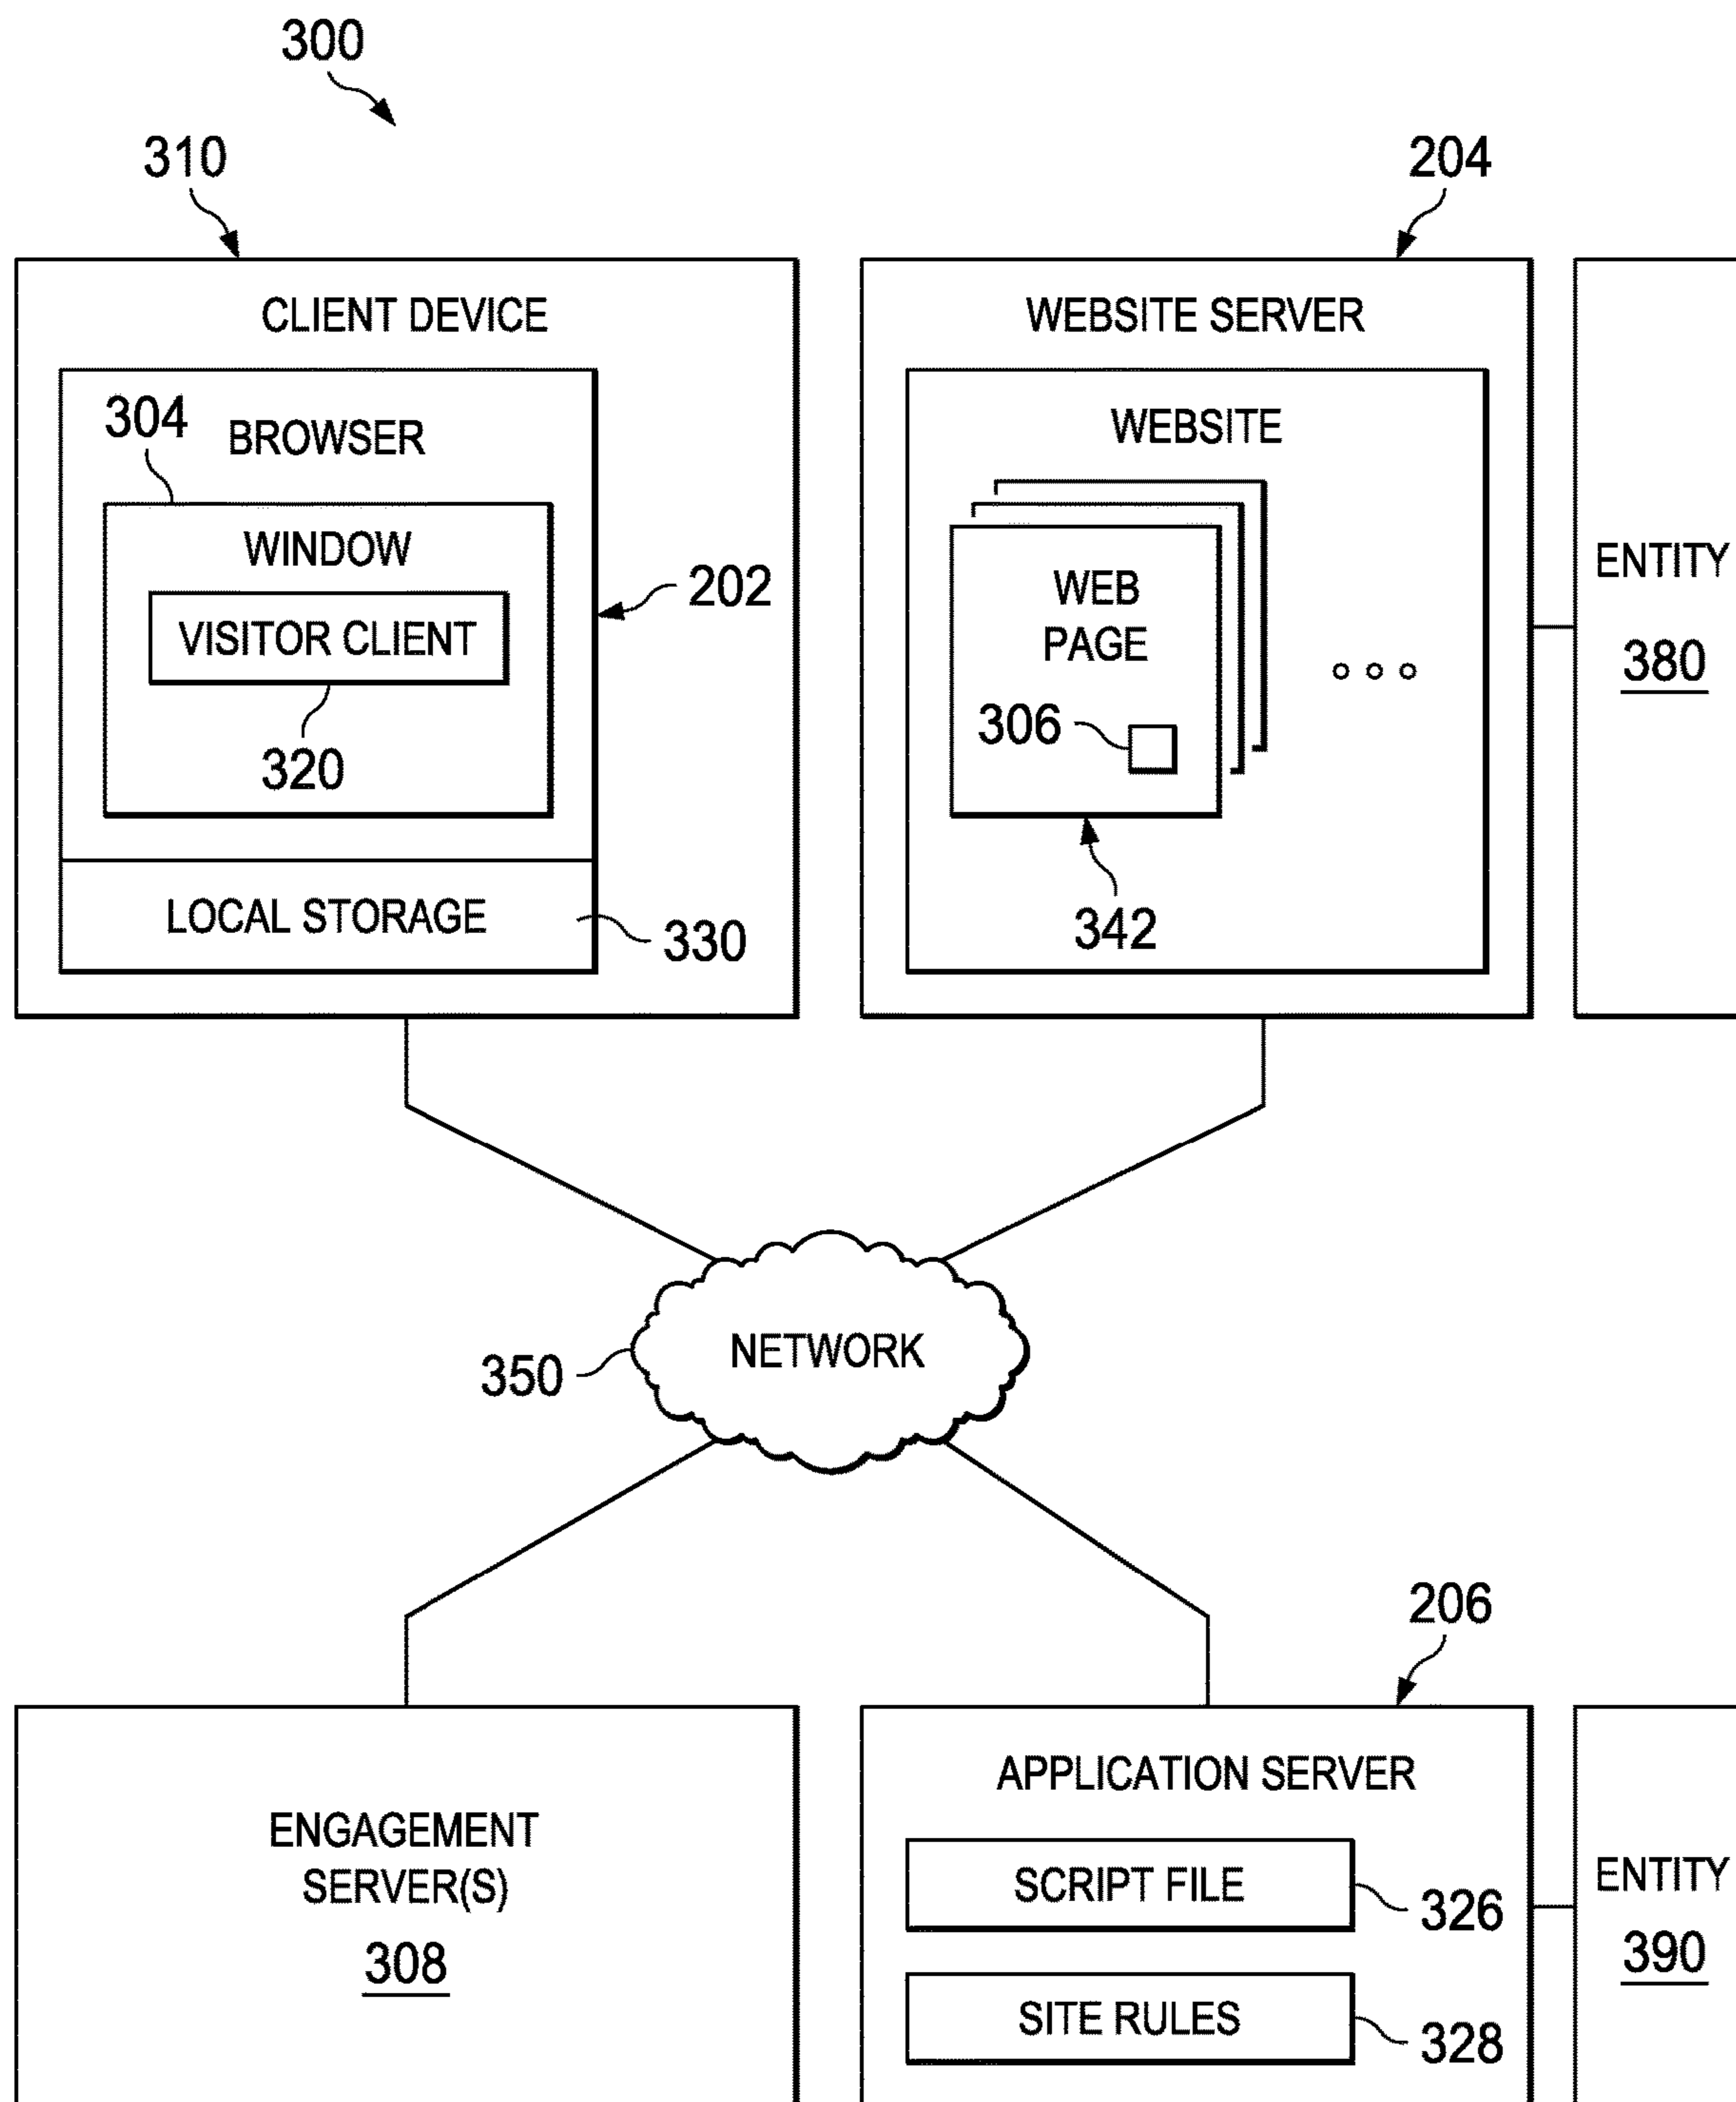 300
310
204
CLIENT DEVICE
WEBSITE SERVER
304
BROWSER
WEBSITE
WINDOW
202
VISITOR CLIENT
320
WEB
PAGE
306
342
ENTITY
380
LOCAL STORAGE
330
350
NETWORK
206
ENGAGEMENT
SERVER(S)
308
APPLICATION SERVER
SCRIPT FILE
326
SITE RULES
328
ENTITY
390